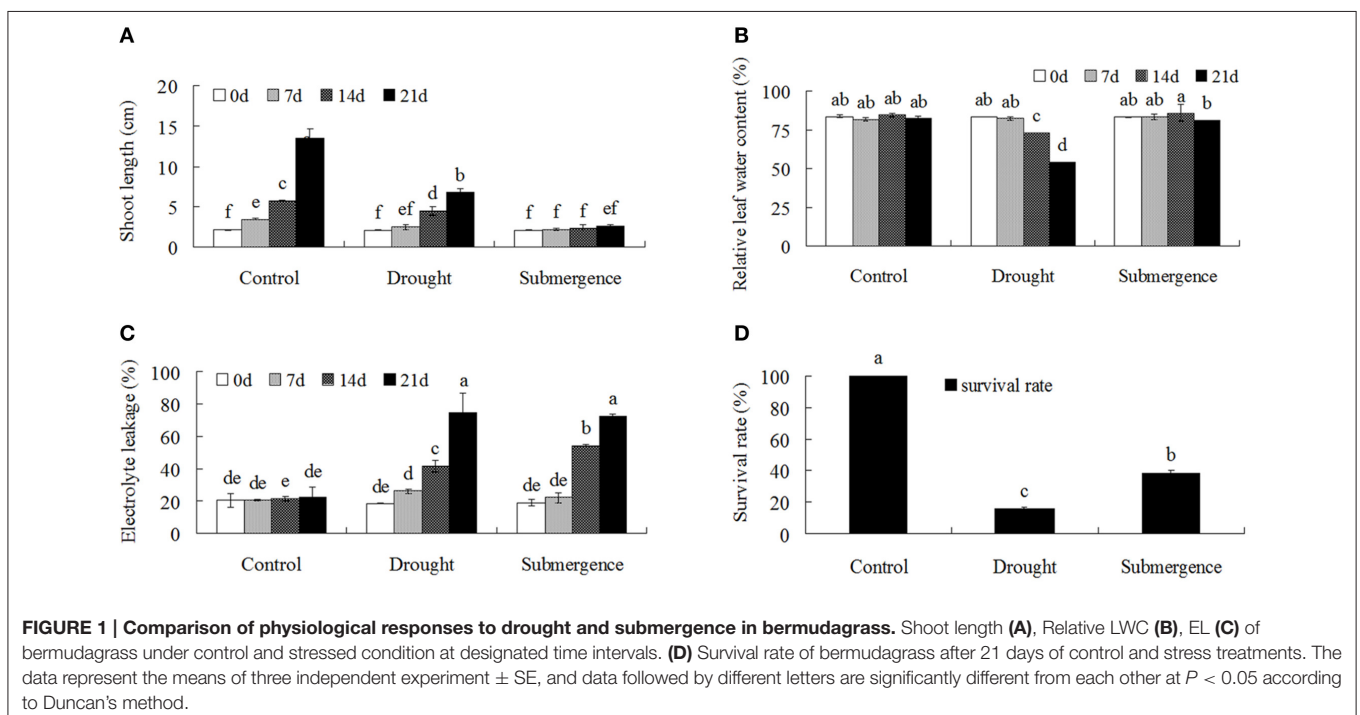 A
Shoot length (cm)
20
15
10
5
0
0d 7d 14d 21d
f e c a
f ef d b
f f f ef
Control Drought Submergence
B
Relative leaf water content (%)
100
75
50
25
0
0d 7d 14d 21d
ab ab ab ab
ab ab c d
ab ab a b
Control Drought Submergence
C
Electrolyte leakage (%)
100
80
60
40
20
0
0d 7d 14d 21d
de de e de
de d c a
de de b a
Control Drought Submergence
D
Survival rate (%)
100
80
60
40
20
0
survival rate
a c b
Control Drought Submergence
FIGURE 1 | Comparison of physiological responses to drought and submergence in bermudagrass. Shoot length (A), Relative LWC (B), EL (C) of
bermudagrass under control and stressed condition at designated time intervals. (D) Survival rate of bermudagrass after 21 days of control and stress treatments. The
data represent the means of three independent experiment ± SE, and data followed by different letters are significantly different from each other at P < 0.05 according
to Duncan's method.